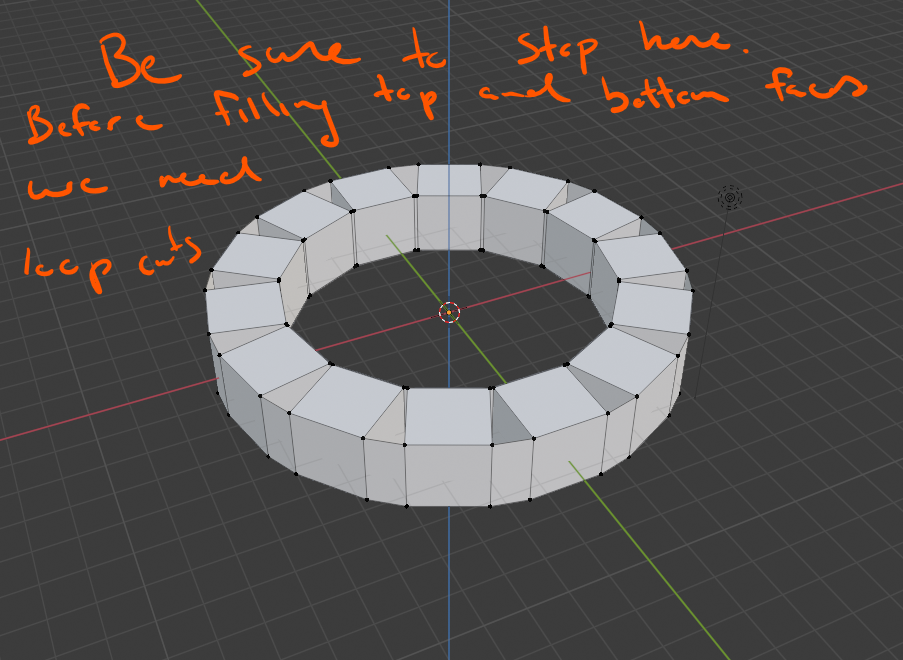 Be sure to stop here.
Before filling top and bottom faces
we need
loop cuts